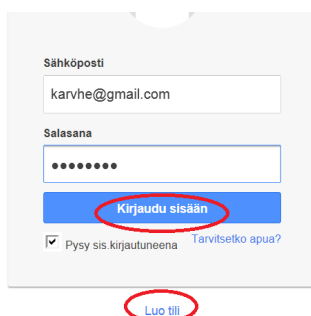 Sähköposti
karvhe@gmail.com
Salasana
••••••••
Kirjaudu sisään
Pysy sis.kirjautuneena Tarvitsetko apua?
Luo tili